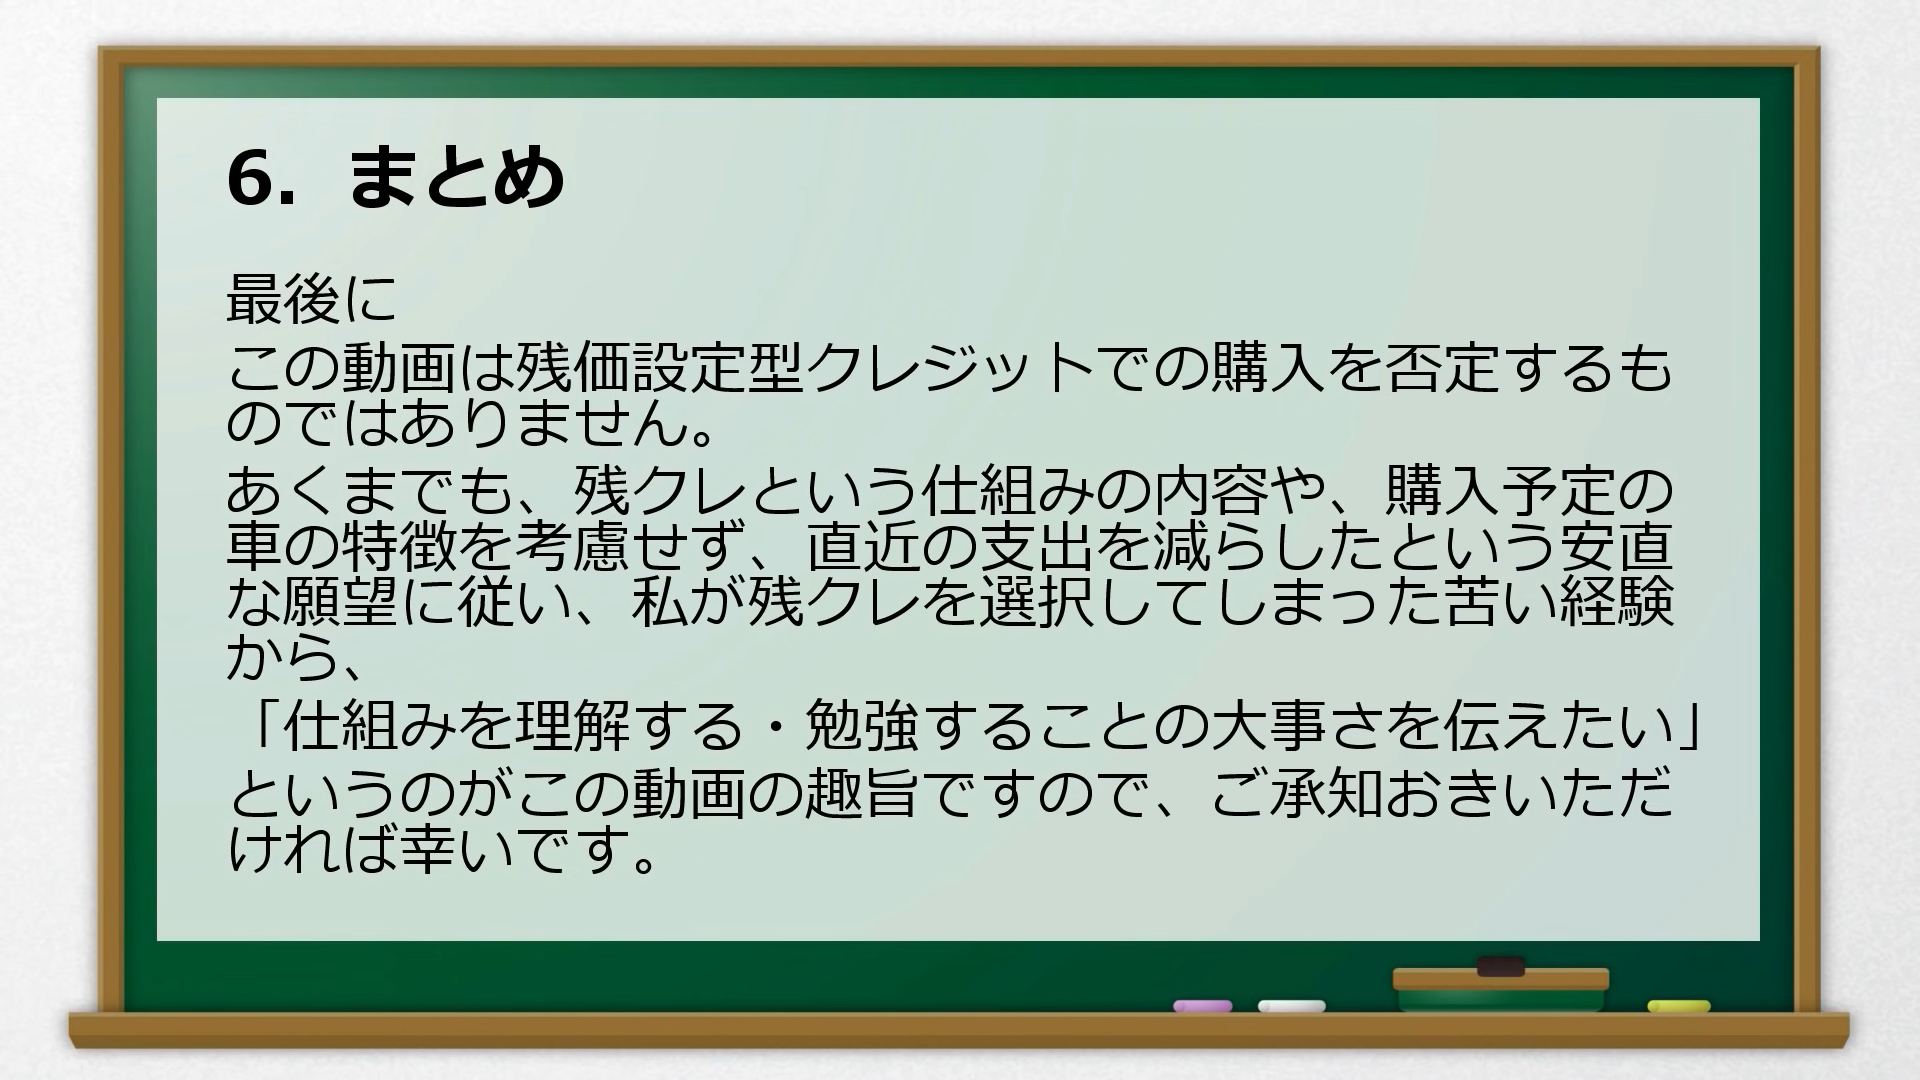 6. まとめ
最後に
この動画は残価設定型クレジットでの購入を否定するも
のではありません。
あくまでも、残クレという仕組みの内容や、購入予定の
車の特徴を考慮せず、直近の支出を減らしたという安直
な願望に従い、私が残クレを選択してしまった苦い経験
から、
「仕組みを理解する・勉強することの大事さを伝えたい」
というのがこの動画の趣旨ですので、ご承知おきいただ
ければ幸いです。